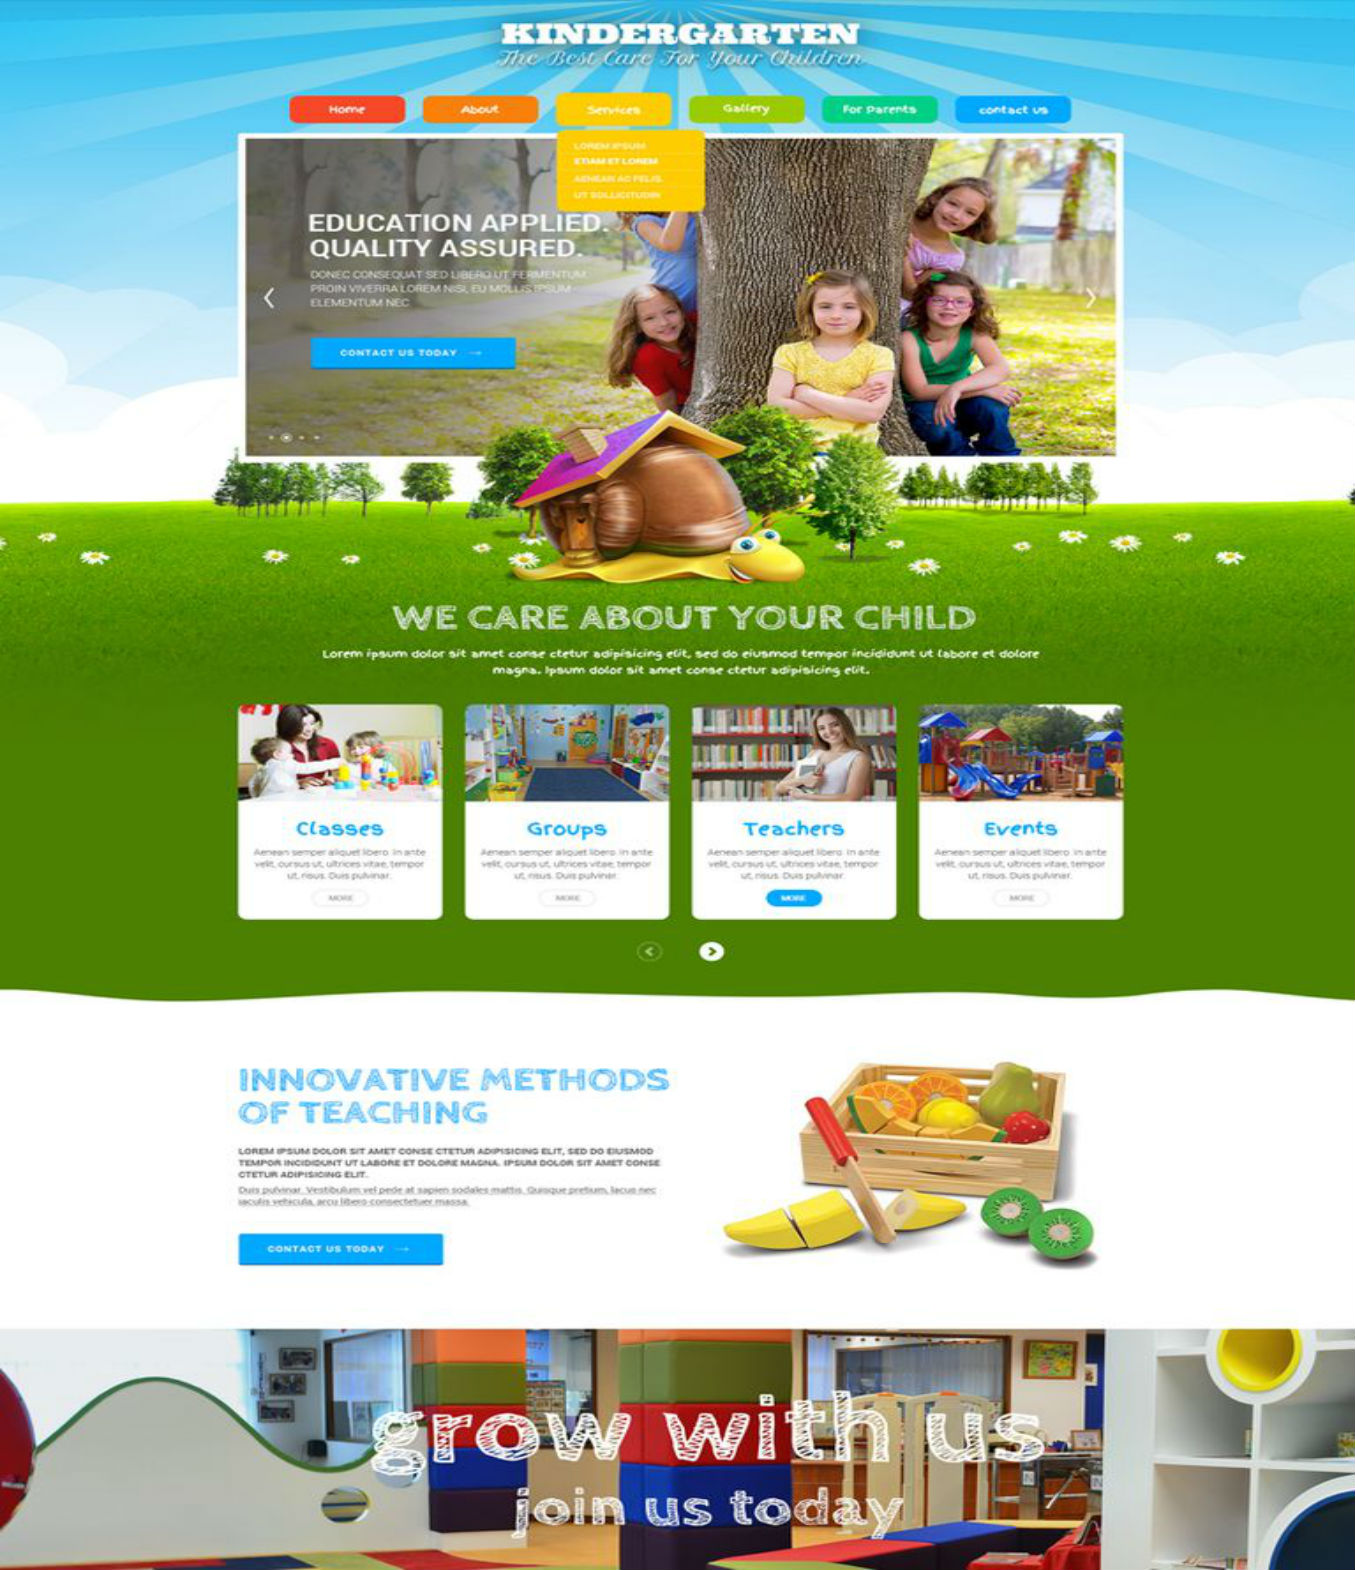 KINDERGARTEN
The Best Care For Your Children
Home About Services Gallery For Parents contact us
LOREM IPSUM
ETIAM ET LOREM
AENEAN AC FELIS
UT SOLLICITUDIN
EDUCATION APPLIED.
QUALITY ASSURED.
DONEC CONSEQUAT SED LIBERO UT FERMENTUM
PROIN VIVERRA LOREM NISI, EU MOLLIS IPSUM
ELEMENTUM NEC
CONTACT US TODAY
WE CARE ABOUT YOUR CHILD
Lorem ipsum dolor sit amet conse ctetur adipisicing elit, sed do eiusmod tempor incididunt ut labore et dolore
magna. Ipsum dolor sit amet conse ctetur adipisicing elit.
Classes
Aenean semper aliquet libero. In ante
velit, cursus ut, ultrices vitae, tempor
ut, risus. Duis pulvinar.
MORE
Groups
Aenean semper aliquet libero. In ante
velit, cursus ut, ultrices vitae, tempor
ut, risus. Duis pulvinar.
MORE
Teachers
Aenean semper aliquet libero. In ante
velit, cursus ut, ultrices vitae, tempor
ut, risus. Duis pulvinar.
MORE
Events
Aenean semper aliquet libero. In ante
velit, cursus ut, ultrices vitae, tempor
ut, risus. Duis pulvinar.
MORE
INNOVATIVE METHODS
OF TEACHING
LOREM IPSUM DOLOR SIT AMET CONSE CTETUR ADIPISICING ELIT, SED DO EIUSMOD
TEMPOR INCIDIDUNT UT LABORE ET DOLORE MAGNA. IPSUM DOLOR SIT AMET CONSE
CTETUR ADIPISICING ELIT.
Duis pulvinar. Vestibulum vel pede at sapien sodales mattis. Quisque pretium, lacus nec
iaculis vehicula, arcu libero consectetuer massa.
CONTACT US TODAY
grow with us
join us today